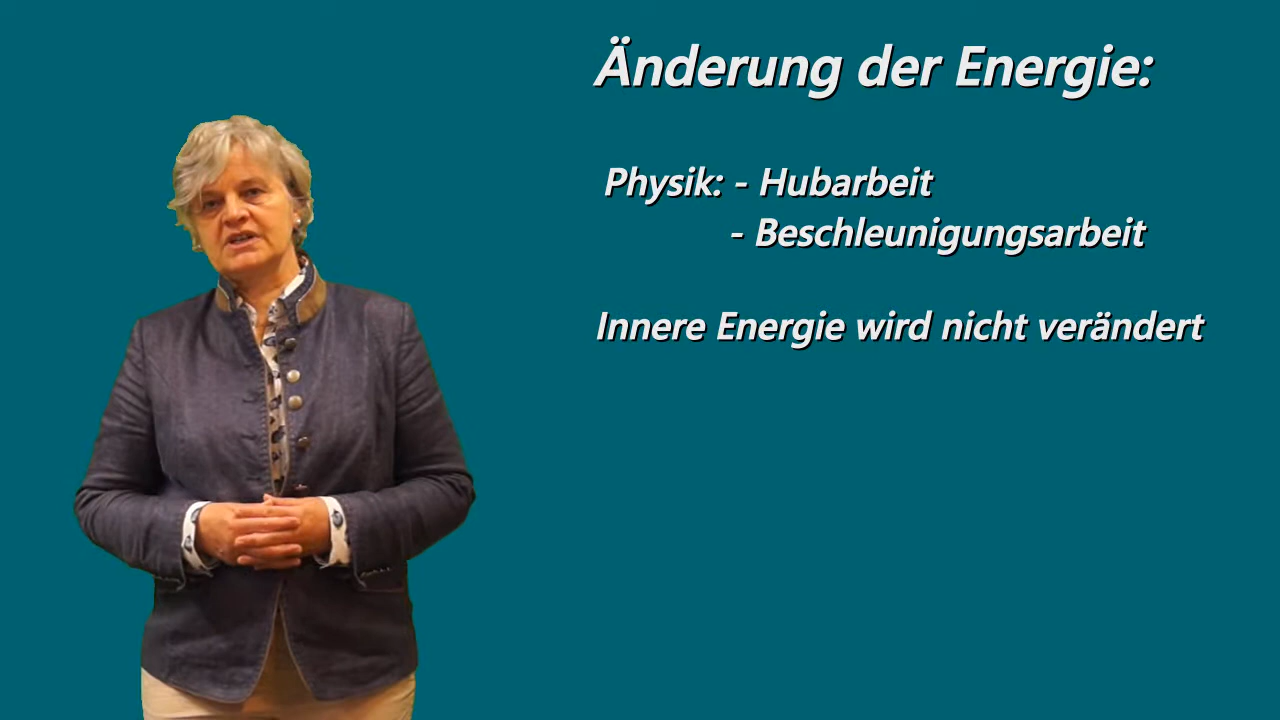 Änderung der Energie:
Physik: - Hubarbeit
- Beschleunigungsarbeit
Innere Energie wird nicht verändert